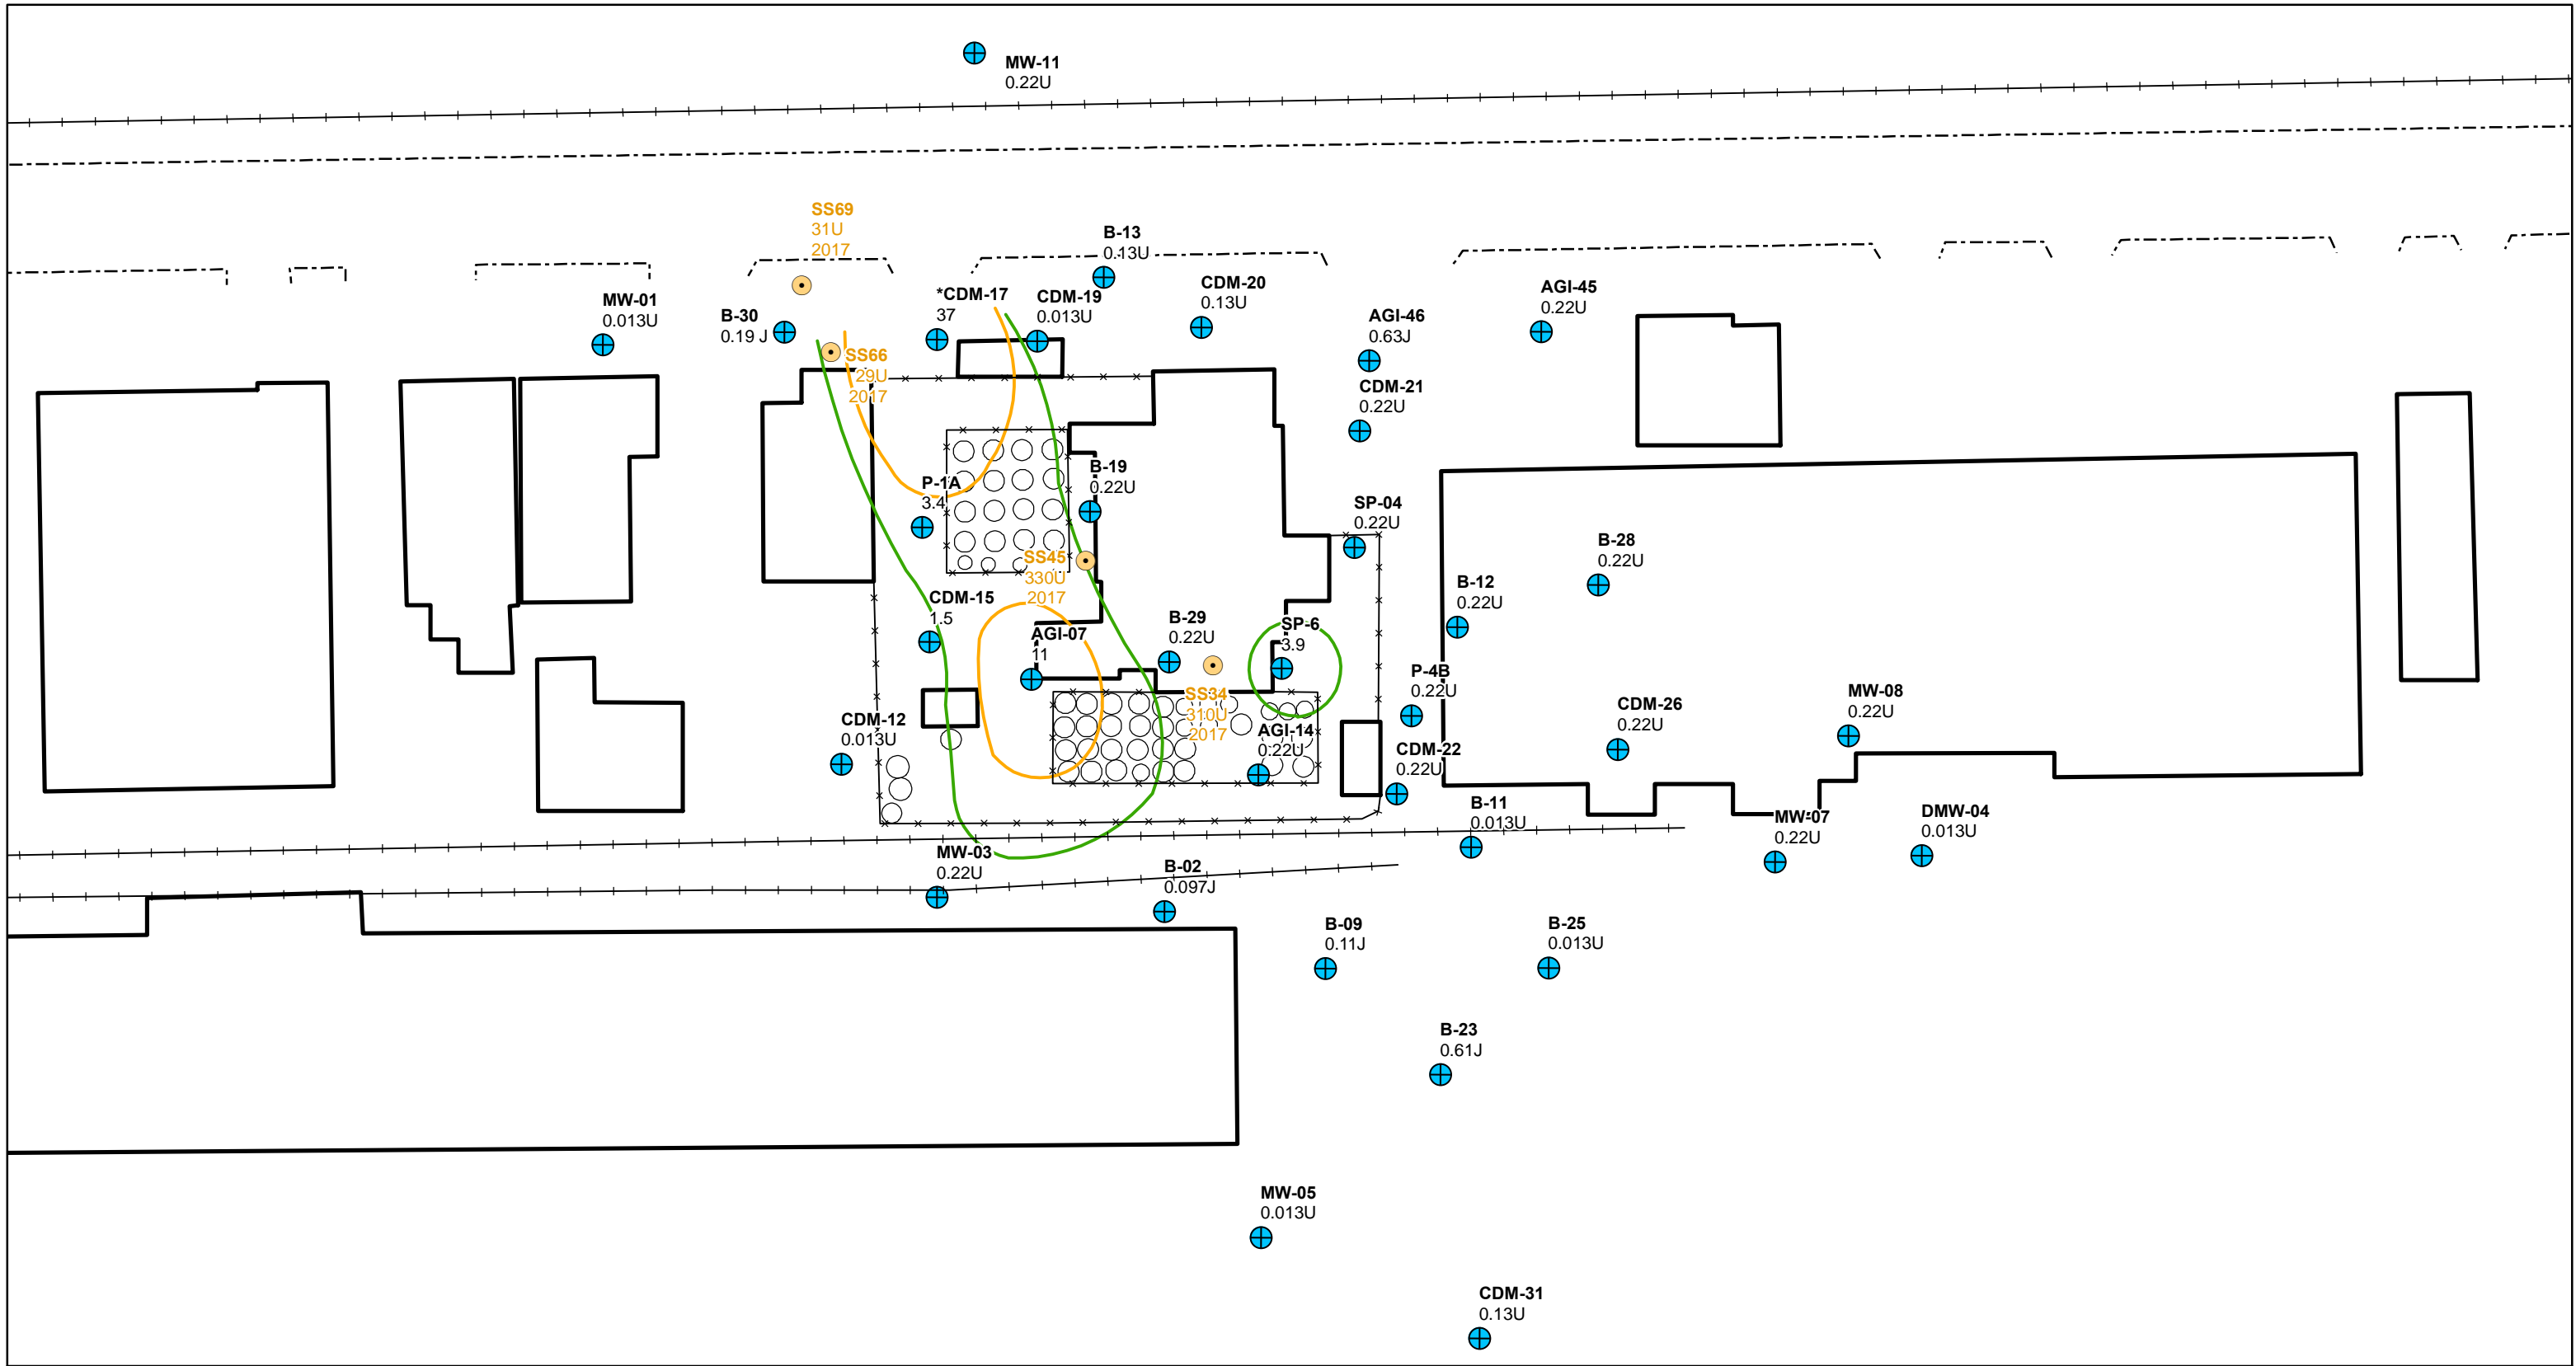 MW-11
0.22U
SS69
31U
2017
B-13
0.13U
MW-01
0.013U
B-30
0.19 J
*CDM-17
37
CDM-19
0.013U
CDM-20
0.13U
AGI-46
0.63J
AGI-45
0.22U
SS66
29U
2017
CDM-21
0.22U
P-1A
3.4
B-19
0.22U
SP-04
0.22U
B-28
0.22U
SS45
330U
2017
B-12
0.22U
CDM-15
1.5
AGI-07
11
B-29
0.22U
SP-6
3.9
P-4B
0.22U
SS34
310U
2017
CDM-26
0.22U
MW-08
0.22U
CDM-12
0.013U
AGI-14
0.22U
CDM-22
0.22U
B-11
0.013U
MW-07
0.22U
DMW-04
0.013U
MW-03
0.22U
B-02
0.097J
B-09
0.11J
B-25
0.013U
B-23
0.61J
MW-05
0.013U
CDM-31
0.13U